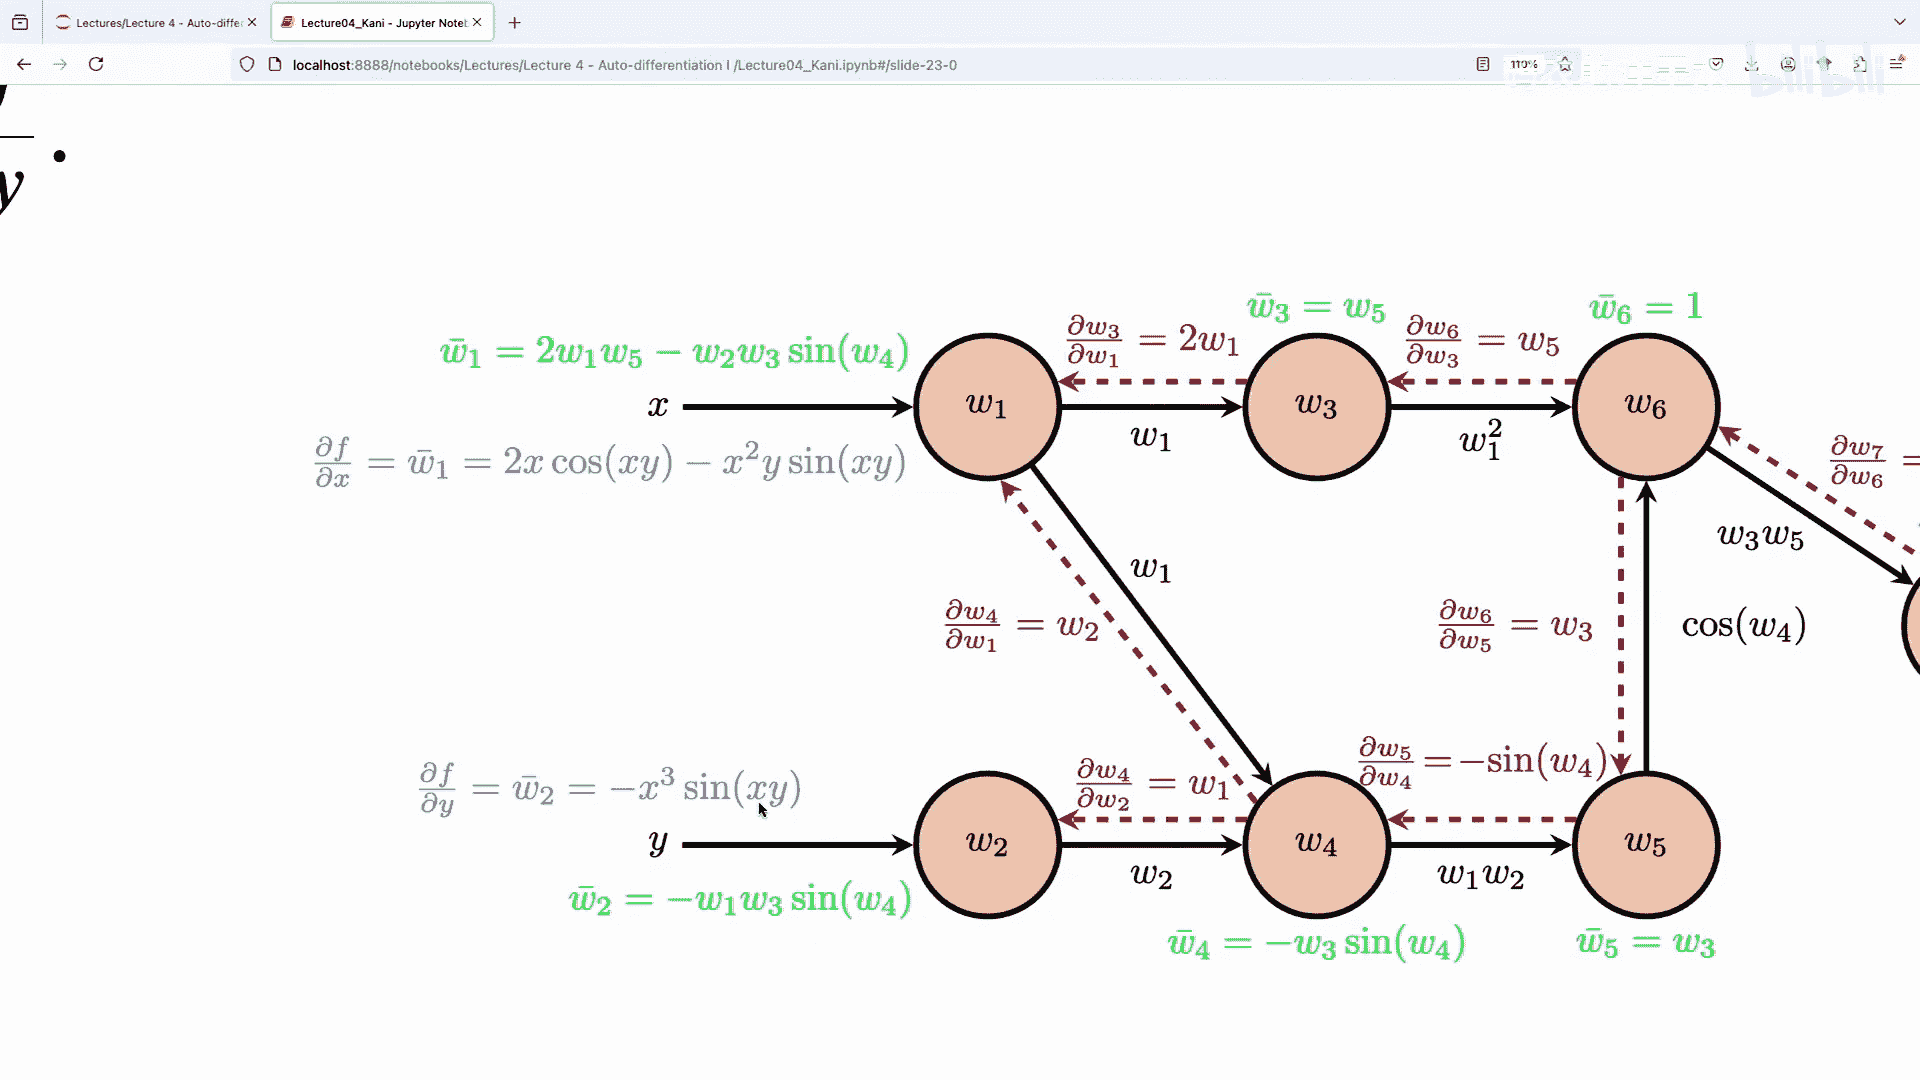 Lectures/Lecture 4 - Auto-diffe
Lecture04_Kani - Jupyter Note
localhost:8888/notebooks/Lectures/Lecture 4 - Auto-differentiation I /Lecture04_Kani.ipynb#/slide-23-0
110%
bilibili
y
.
w̄₃ = w₅
w̄₆ = 1
w̄₁ = 2w₁w₅ − w₂w₃ sin(w₄)
∂w₃/∂w₁ = 2w₁
∂w₆/∂w₃ = w₅
x
w₁
w₃
w₆
w₁
w₁²
∂f/∂x = w̄₁ = 2x cos(xy) − x²y sin(xy)
∂w₇/∂w₆ =
w₃w₅
w₁
∂w₄/∂w₁ = w₂
∂w₆/∂w₅ = w₃
cos(w₄)
∂f/∂y = w̄₂ = −x³ sin(xy)
∂w₄/∂w₂ = w₁
∂w₅/∂w₄ = −sin(w₄)
y
w₂
w₄
w₅
w₂
w₁w₂
w̄₂ = −w₁w₃ sin(w₄)
w̄₄ = −w₃ sin(w₄)
w̄₅ = w₃